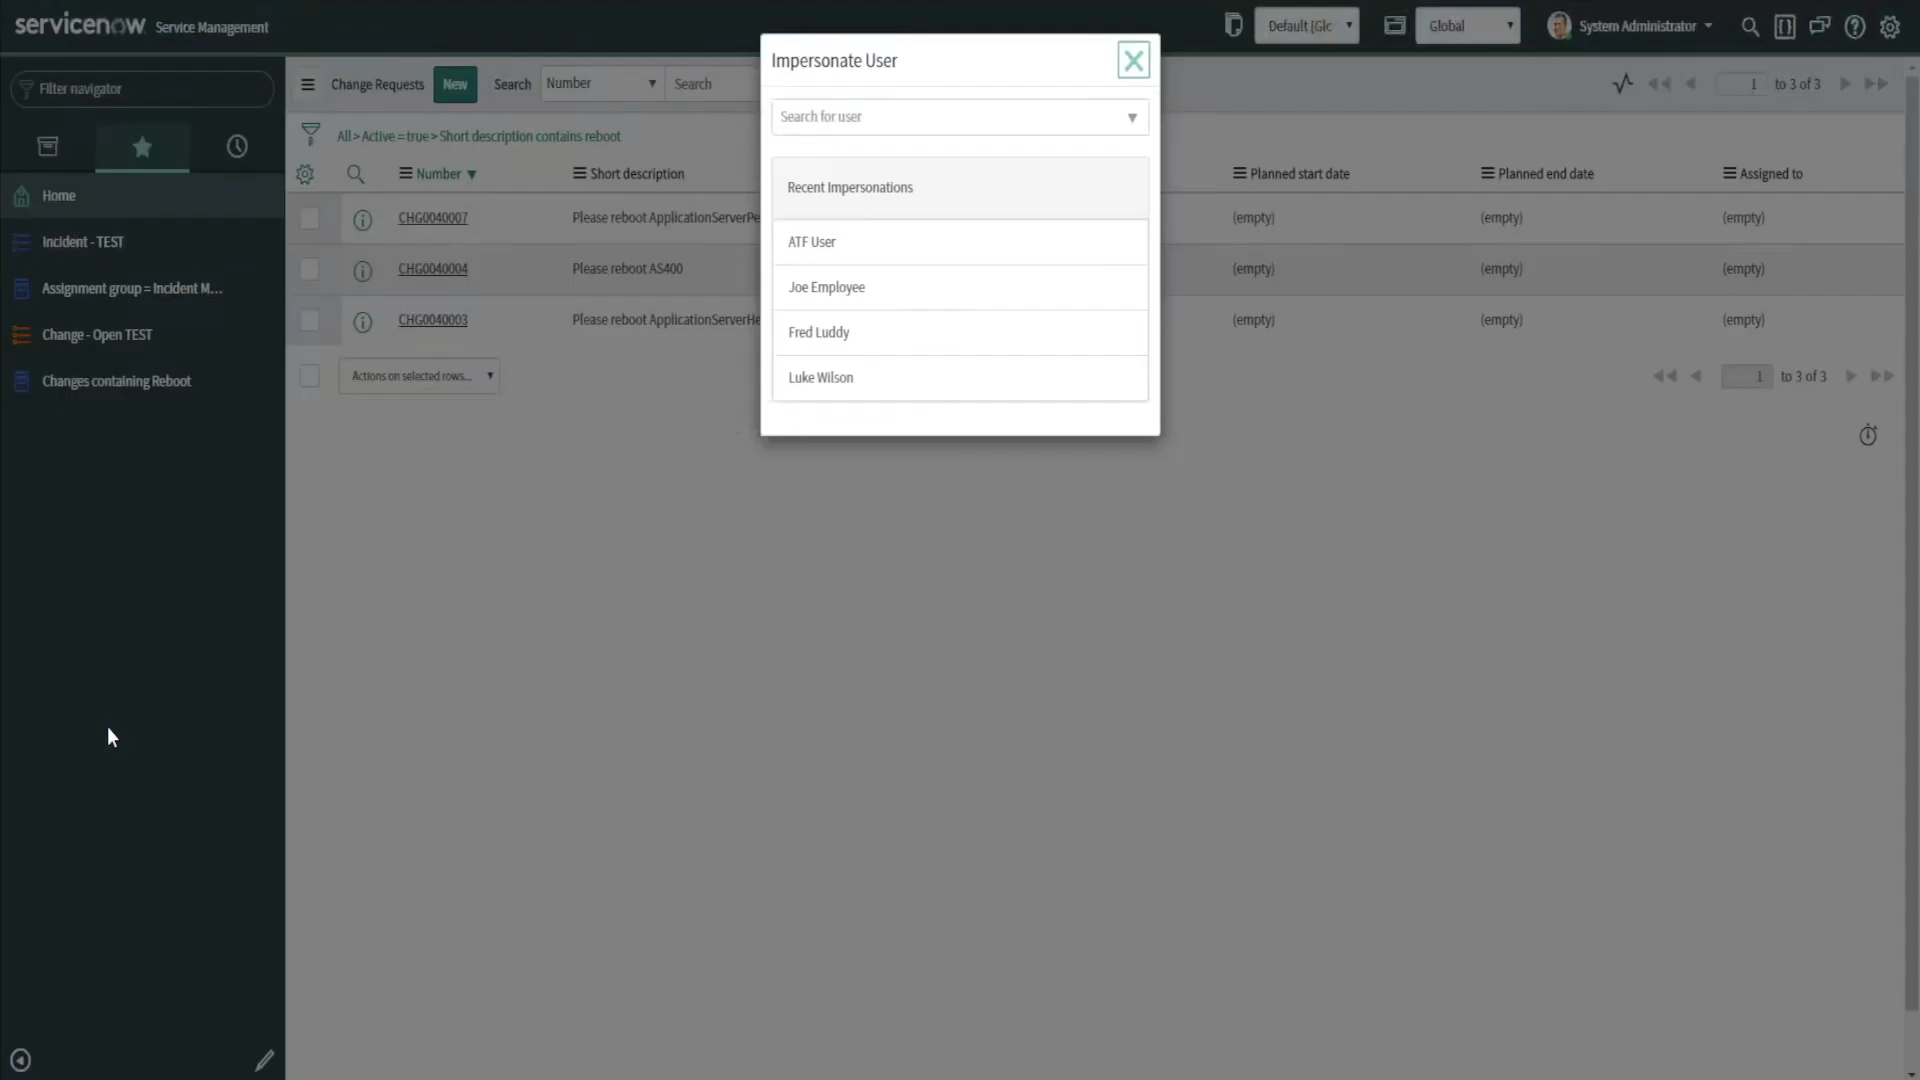 servicenow Service Management
Default [Glc
Global
System Administrator
Filter navigator
Home
Incident - TEST
Assignment group = Incident M...
Change - Open TEST
Changes containing Reboot
Change Requests New Search Number Search
1 to 3 of 3
All > Active = true > Short description contains reboot
Number Short description Planned start date Planned end date Assigned to
CHG0040007 Please reboot ApplicationServerPe (empty) (empty) (empty)
CHG0040004 Please reboot AS400 (empty) (empty) (empty)
CHG0040003 Please reboot ApplicationServerHe (empty) (empty) (empty)
Actions on selected rows...
1 to 3 of 3
Impersonate User
Search for user
Recent Impersonations
ATF User
Joe Employee
Fred Luddy
Luke Wilson